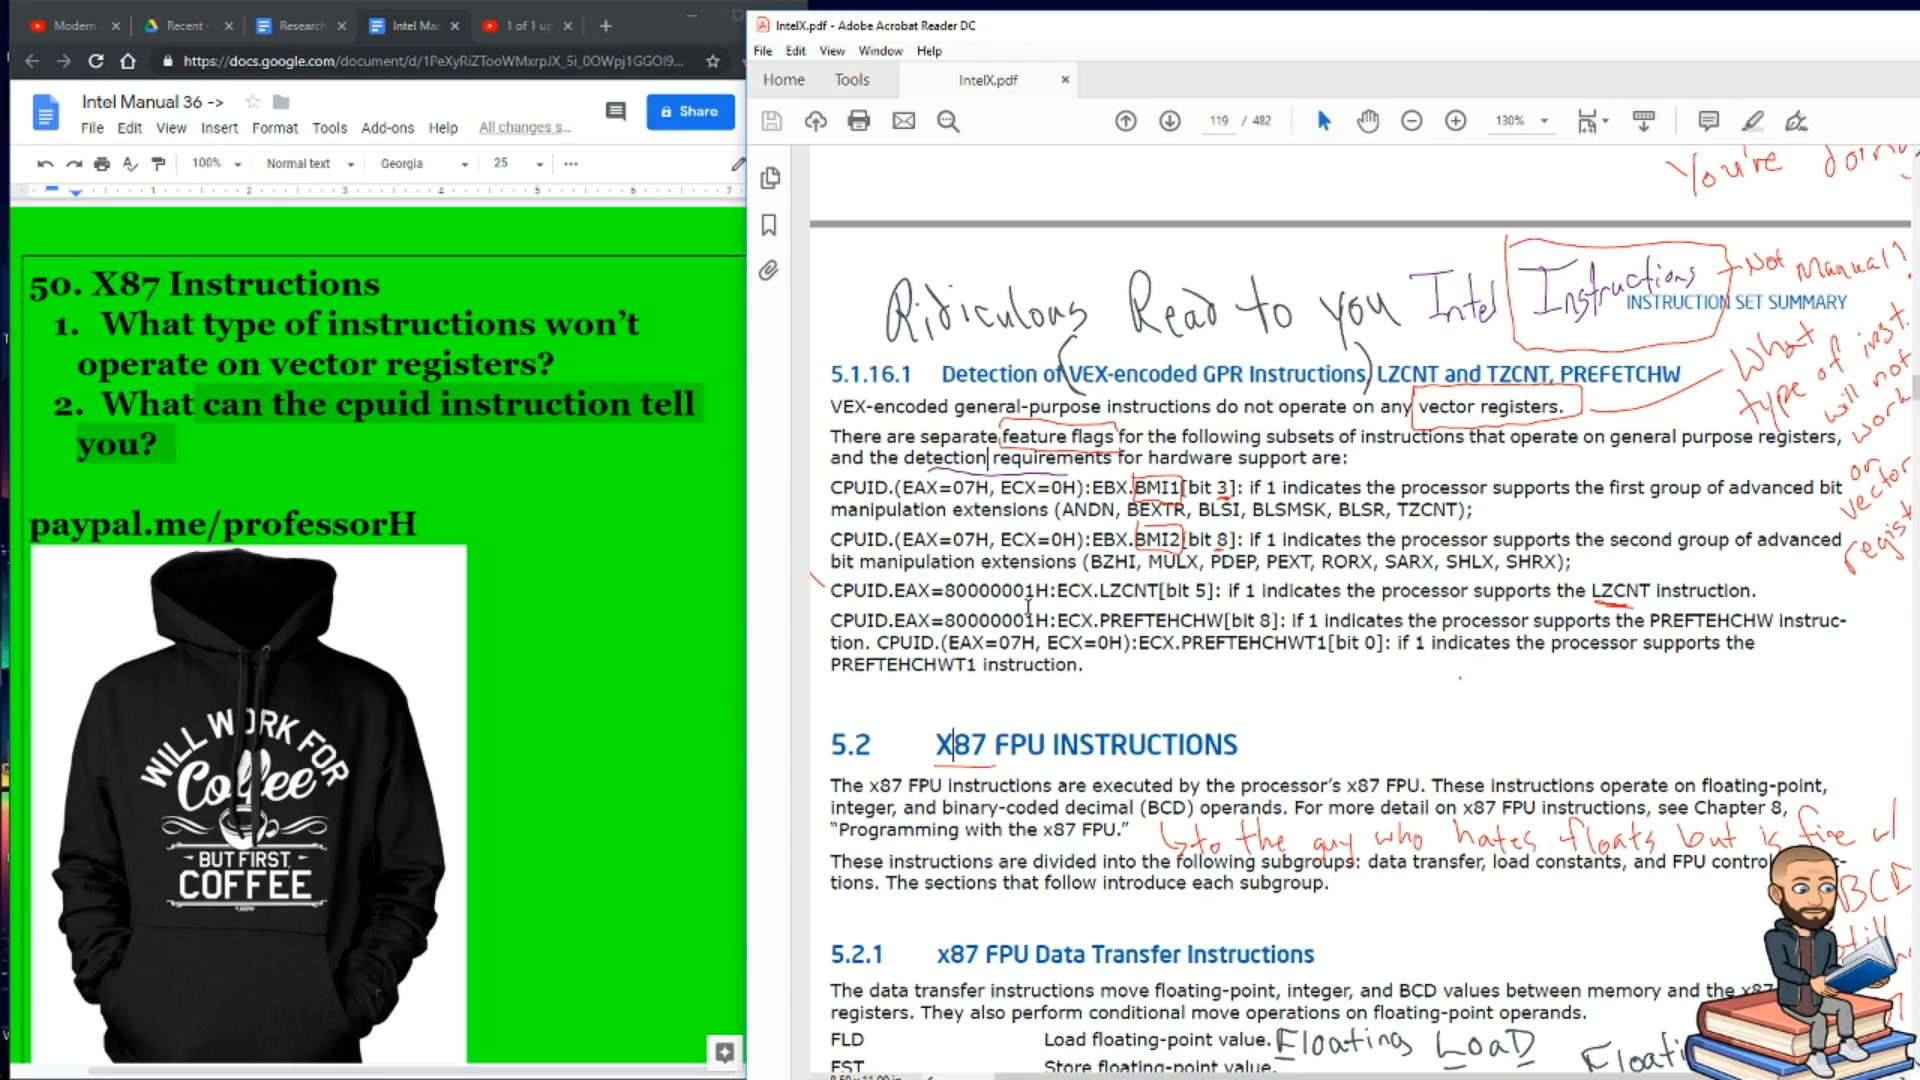 Modern
Recent -
Research
Intel Ma
1 of 1 up
https://docs.google.com/document/d/1PeXyRiZTooWMxrpJX_5i_0OWpj1GGOI9...
Intel Manual 36 ->
Share
File Edit View Insert Format Tools Add-ons Help All changes s...
100% Normal text Georgia 25
1 2 3 4 5 6 7
50. X87 Instructions
1. What type of instructions won't
operate on vector registers?
2. What can the cpuid instruction tell
you?
paypal.me/professorH
WILL WORK FOR
Coffee
BUT FIRST,
COFFEE
IntelX.pdf - Adobe Acrobat Reader DC
File Edit View Window Help
Home Tools IntelX.pdf
119 / 482 130%
You're doin
Ridiculous Read to you Intel Instructions
Not Manual!
INSTRUCTION SET SUMMARY
What
type of inst.
will not
work
on
vector
regist
5.1.16.1 Detection of VEX-encoded GPR Instructions, LZCNT and TZCNT, PREFETCHW
VEX-encoded general-purpose instructions do not operate on any vector registers.
There are separate feature flags for the following subsets of instructions that operate on general purpose registers,
and the detection requirements for hardware support are:
CPUID.(EAX=07H, ECX=0H):EBX.BMI1[bit 3]: if 1 indicates the processor supports the first group of advanced bit
manipulation extensions (ANDN, BEXTR, BLSI, BLSMSK, BLSR, TZCNT);
CPUID.(EAX=07H, ECX=0H):EBX.BMI2[bit 8]: if 1 indicates the processor supports the second group of advanced
bit manipulation extensions (BZHI, MULX, PDEP, PEXT, RORX, SARX, SHLX, SHRX);
CPUID.EAX=80000001H:ECX.LZCNT[bit 5]: if 1 indicates the processor supports the LZCNT instruction.
CPUID.EAX=80000001H:ECX.PREFTEHCHW[bit 8]: if 1 indicates the processor supports the PREFTEHCHW instruc-
tion. CPUID.(EAX=07H, ECX=0H):ECX.PREFTEHCHWT1[bit 0]: if 1 indicates the processor supports the
PREFTEHCHWT1 instruction.
5.2 X87 FPU INSTRUCTIONS
The x87 FPU instructions are executed by the processor's x87 FPU. These instructions operate on floating-point,
integer, and binary-coded decimal (BCD) operands. For more detail on x87 FPU instructions, see Chapter 8,
"Programming with the x87 FPU."
to the guy who hates floats but is fine w/
BCD
still
These instructions are divided into the following subgroups: data transfer, load constants, and FPU control
tions. The sections that follow introduce each subgroup.
5.2.1 x87 FPU Data Transfer Instructions
The data transfer instructions move floating-point, integer, and BCD values between memory and the x87
registers. They also perform conditional move operations on floating-point operands.
FLD Load floating-point value. Floating LoaD
FST Store floating-point value. Floati